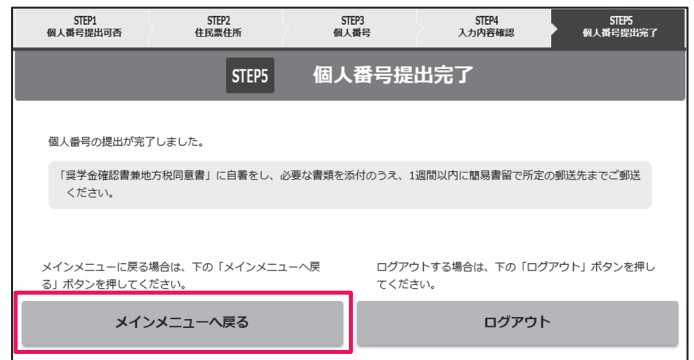 STEP1
個人番号提出可否
STEP2
住民票住所
STEP3
個人番号
STEP4
入力内容確認
STEP5
個人番号提出完了
STEP5 個人番号提出完了
個人番号の提出が完了しました。
「奨学金確認書兼地方税同意書」に自署をし、必要な書類を添付のうえ、1週間以内に簡易書留で所定の郵送先までご郵送
ください。
メインメニューに戻る場合は、下の「メインメニューへ戻
る」ボタンを押してください。
ログアウトする場合は、下の「ログアウト」ボタンを押し
てください。
メインメニューへ戻る
ログアウト